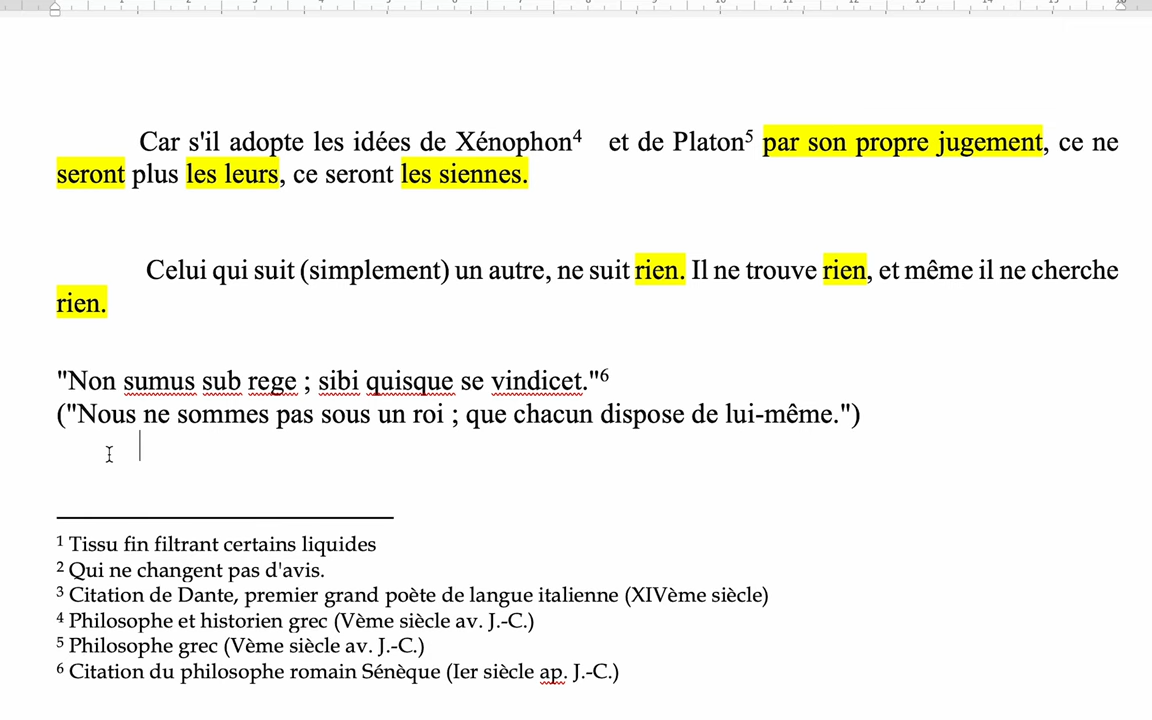 Car s'il adopte les idées de Xénophon4 et de Platon5 par son propre jugement, ce ne
seront plus les leurs, ce seront les siennes.
Celui qui suit (simplement) un autre, ne suit rien. Il ne trouve rien, et même il ne cherche
rien.
"Non sumus sub rege ; sibi quisque se vindicet."6
("Nous ne sommes pas sous un roi ; que chacun dispose de lui-même.")
1 Tissu fin filtrant certains liquides
2 Qui ne changent pas d'avis.
3 Citation de Dante, premier grand poète de langue italienne (XIVème siècle)
4 Philosophe et historien grec (Vème siècle av. J.-C.)
5 Philosophe grec (Vème siècle av. J.-C.)
6 Citation du philosophe romain Sénèque (Ier siècle ap. J.-C.)